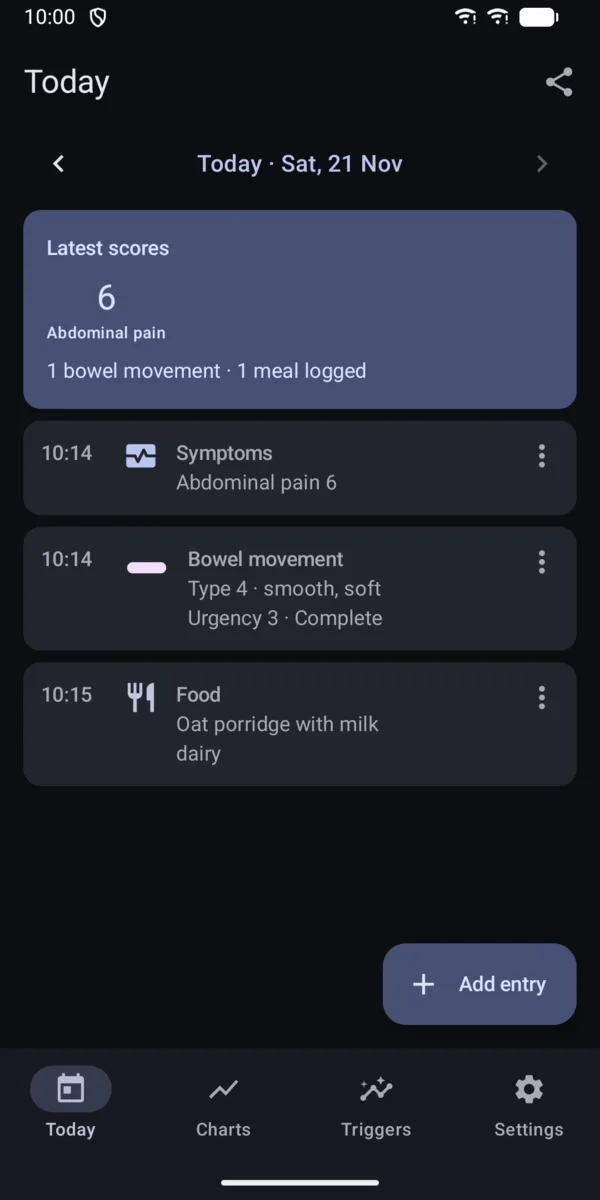 10:00
Today
Today · Sat, 21 Nov
Latest scores
6
Abdominal pain
1 bowel movement · 1 meal logged
10:14
Symptoms
Abdominal pain 6
10:14
Bowel movement
Type 4 · smooth, soft
Urgency 3 · Complete
10:15
Food
Oat porridge with milk
dairy
Add entry
Today
Charts
Triggers
Settings